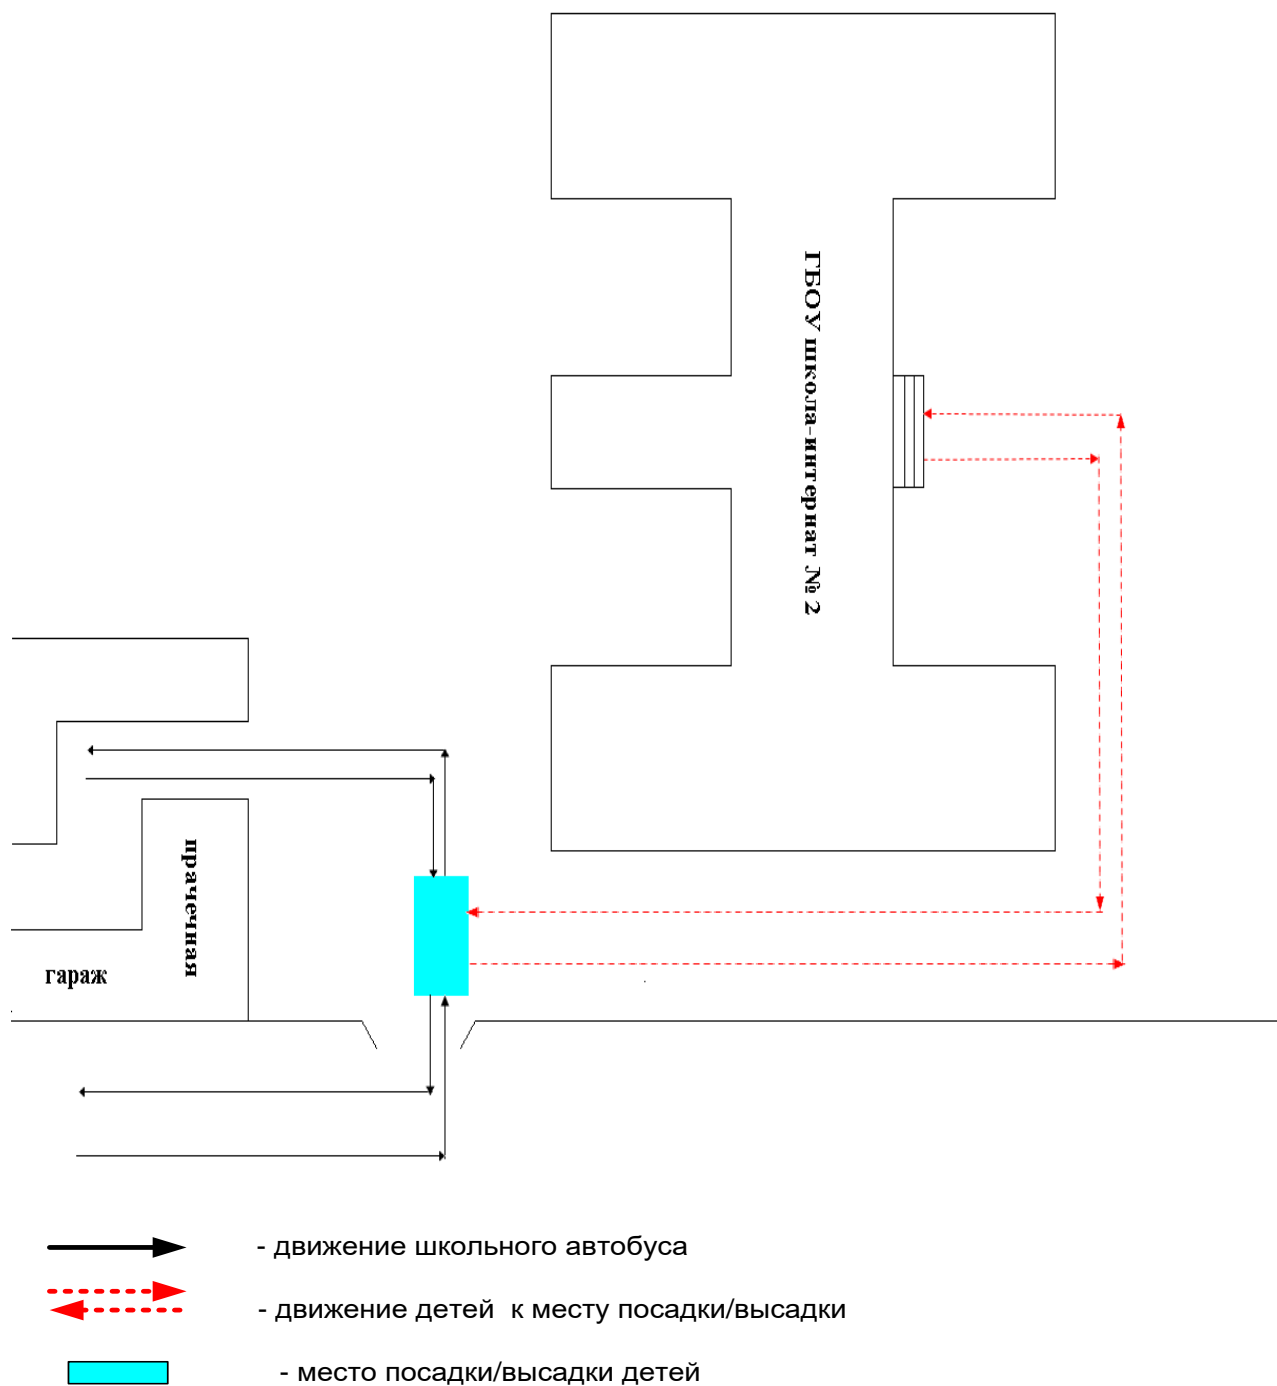 ГБОУ школа-интернат № 2
прачечная
гараж
- движение школьного автобуса
- движение детей к месту посадки/высадки
- место посадки/высадки детей